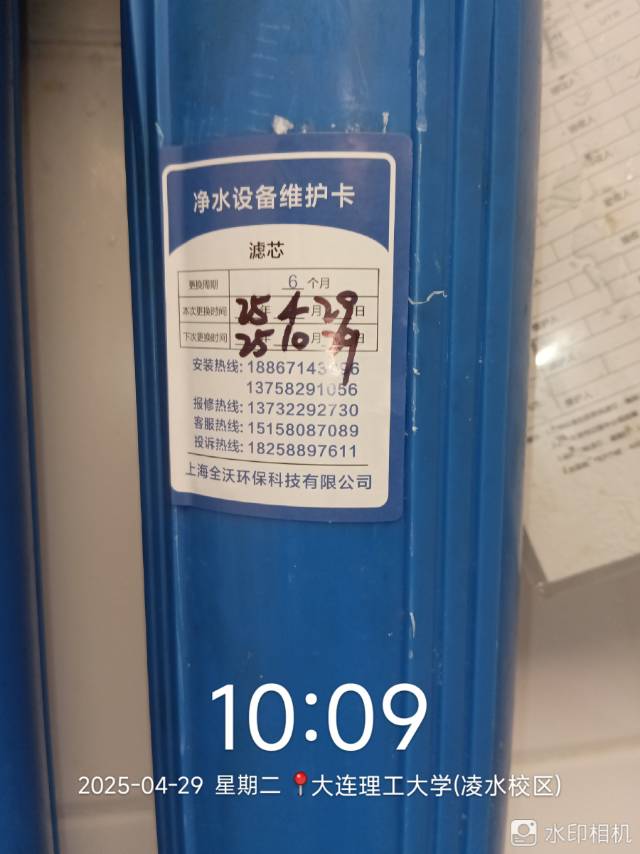 净水设备维护卡
滤芯
更换周期 6 个月
本次更换时间 25 年 4 月 29 日
下次更换时间 25 年 10 月 29 日
安装热线: 18867143
13758291056
报修热线: 13732292730
客服热线: 15158087089
投诉热线: 18258897611
上海全沃环保科技有限公司
10:09
2025-04-29 星期二 📍大连理工大学(凌水校区)
水印相机